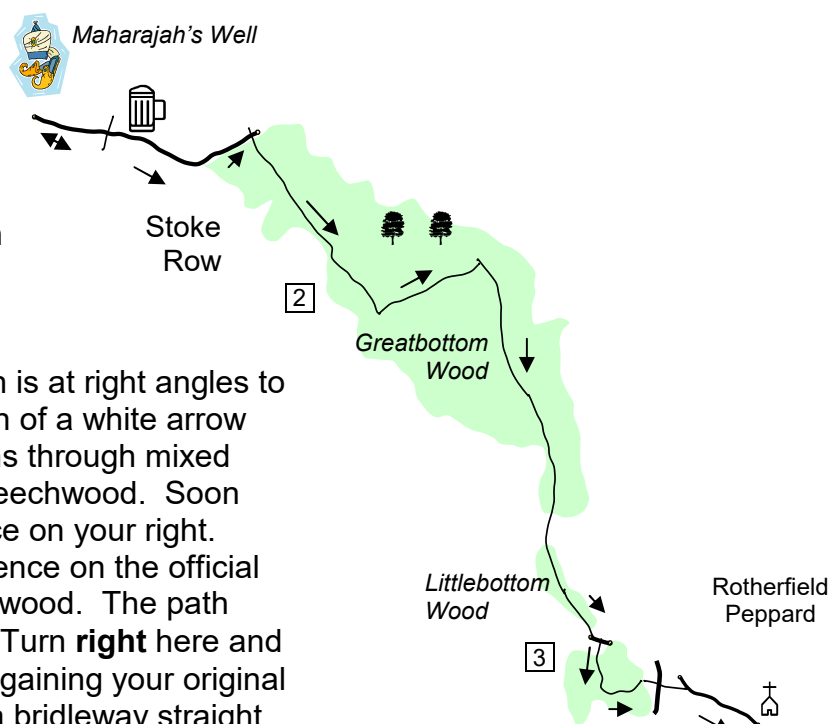 Maharajah's Well
Stoke
Row
2
Greatbottom
Wood
is at right angles to
of a white arrow
through mixed
Soon
on your right.
on the official
wood. The path
Turn right here and
gaining your original
bridleway straight
Littlebottom
Wood
3
Rotherfield
Peppard